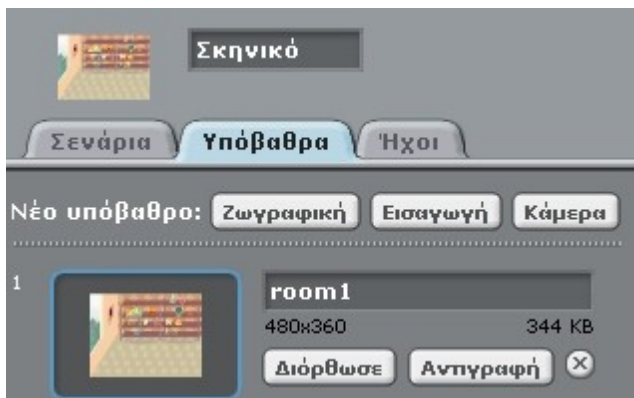 Σκηνικό
Σενάρια Υπόβαθρα Ήχοι
Νέο υπόβαθρο: Ζωγραφική Εισαγωγή Κάμερα
1
room1
480x360 344 KB
Διόρθωσε Αντιγραφή